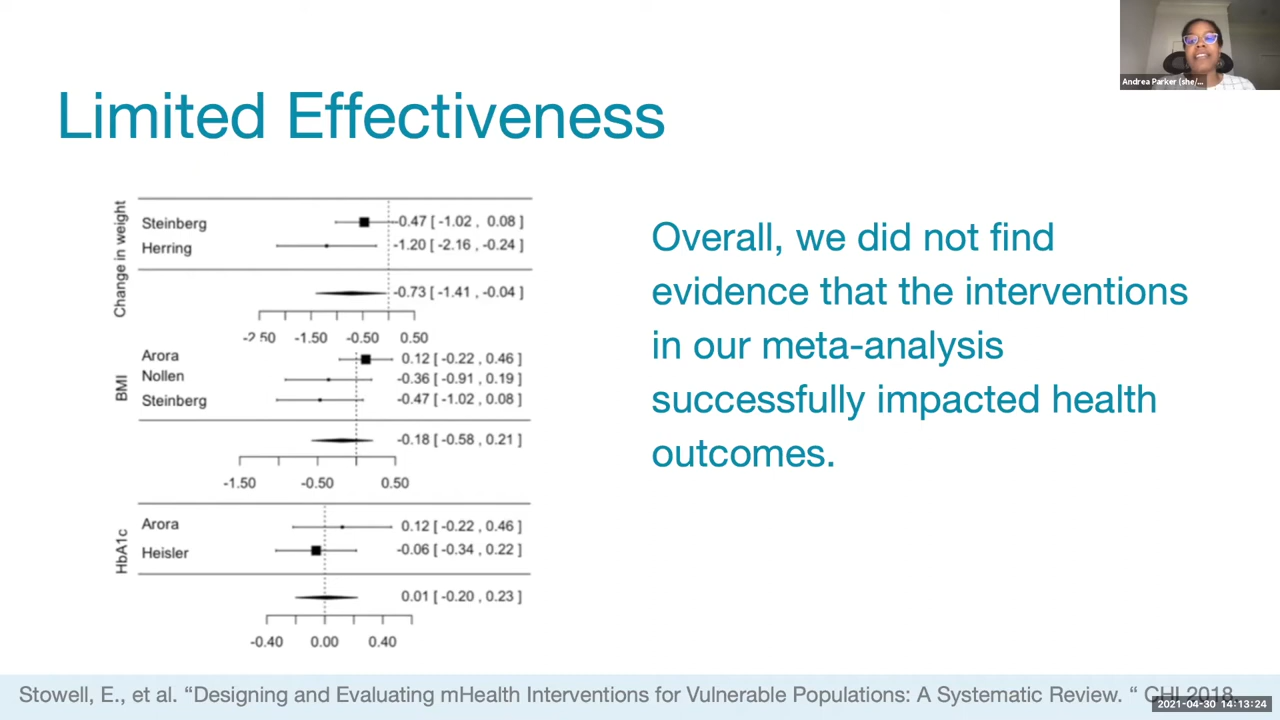 Andrea Parker (she/...
Limited Effectiveness
Change in weight
Steinberg -0.47 [ -1.02 , 0.08 ]
Herring -1.20 [ -2.16 , -0.24 ]
-0.73 [ -1.41 , -0.04 ]
-2.50 -1.50 -0.50 0.50
BMI
Arora 0.12 [ -0.22 , 0.46 ]
Nollen -0.36 [ -0.91 , 0.19 ]
Steinberg -0.47 [ -1.02 , 0.08 ]
-0.18 [ -0.58 , 0.21 ]
-1.50 -0.50 0.50
HbA1c
Arora 0.12 [ -0.22 , 0.46 ]
Heisler -0.06 [ -0.34 , 0.22 ]
0.01 [ -0.20 , 0.23 ]
-0.40 0.00 0.40
Overall, we did not find
evidence that the interventions
in our meta-analysis
successfully impacted health
outcomes.
Stowell, E., et al. “Designing and Evaluating mHealth Interventions for Vulnerable Populations: A Systematic Review. “ CHI 2018.
2021-04-30 14:13:24